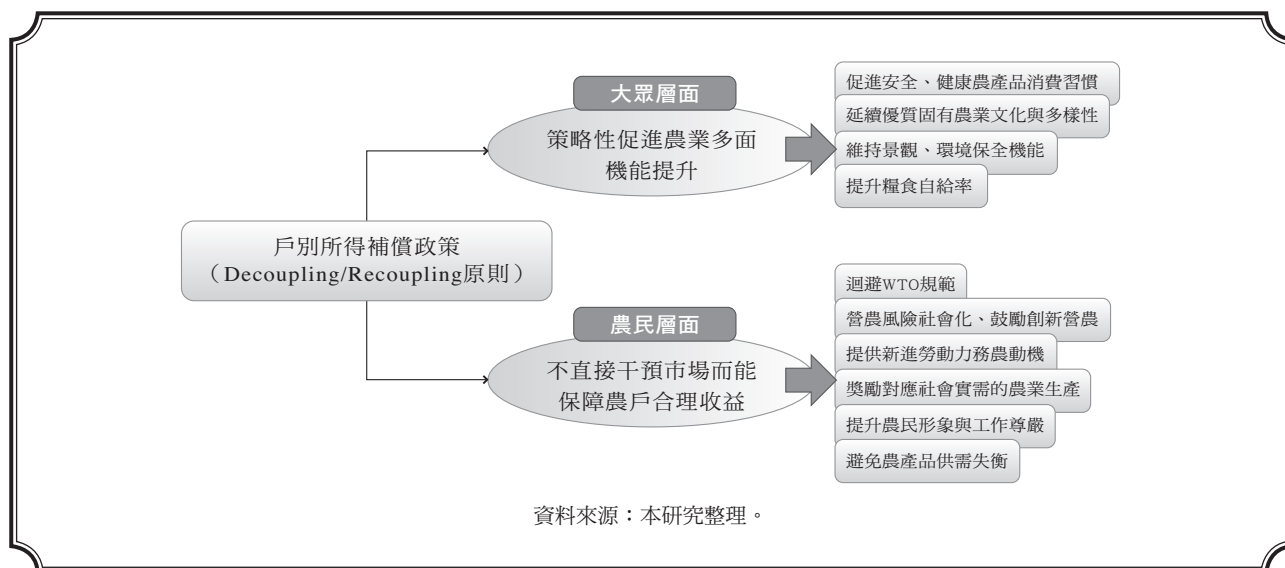 大眾層面
策略性促進農業多面
機能提升
促進安全、健康農產品消費習慣
延續優質固有農業文化與多樣性
維持景觀、環境保全機能
提升糧食自給率
戶別所得補償政策
（Decoupling/Recoupling原則）
農民層面
不直接干預市場而能
保障農戶合理收益
迴避WTO規範
營農風險社會化、鼓勵創新營農
提供新進勞動力務農動機
獎勵對應社會實需的農業生產
提升農民形象與工作尊嚴
避免農產品供需失衡
資料來源：本研究整理。